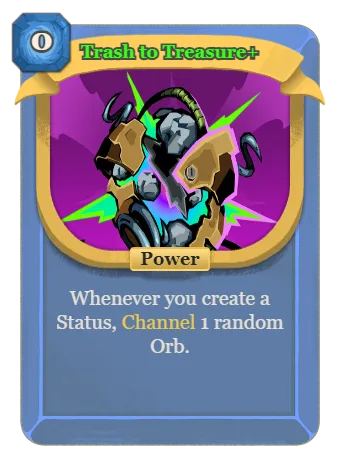 0
Trash to Treasure+
Power
Whenever you create a
Status, Channel 1 random
Orb.